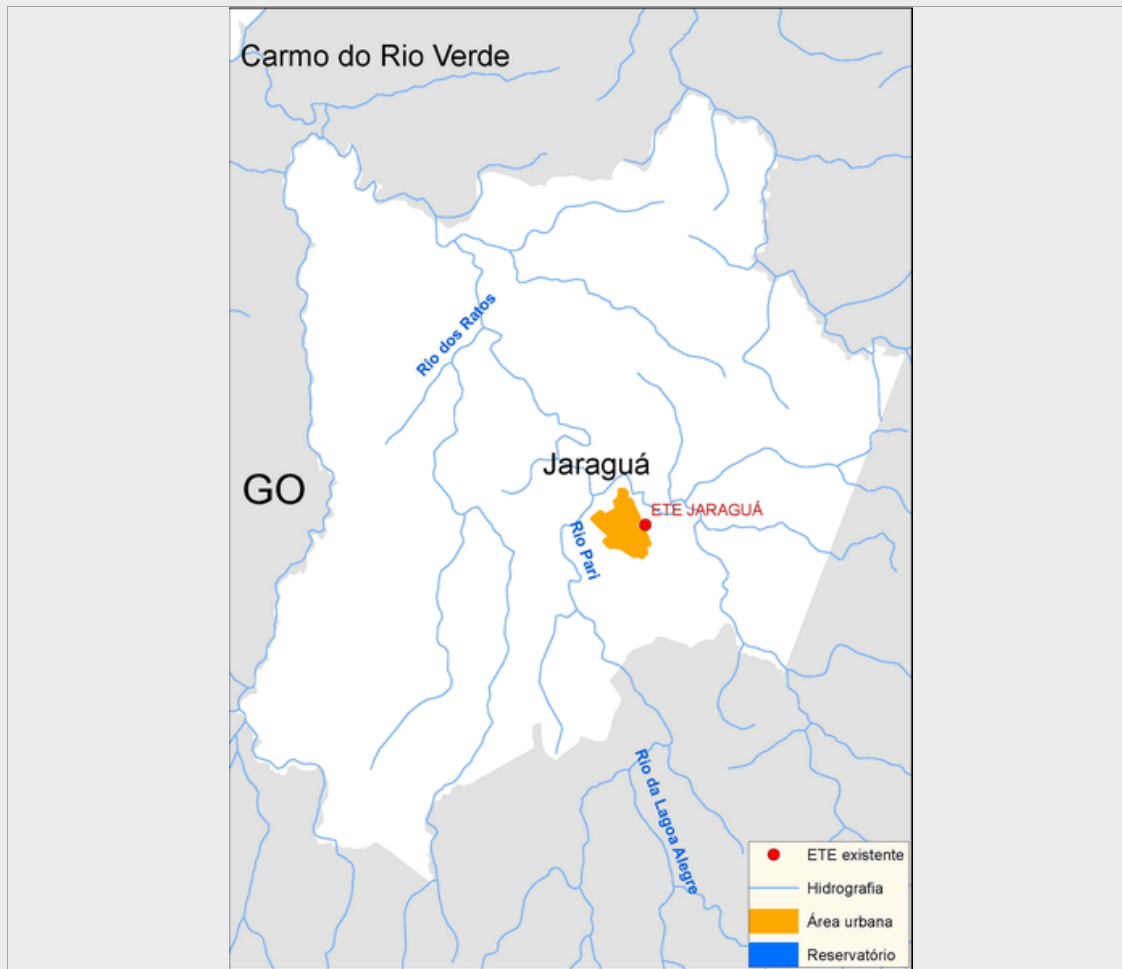 Carmo do Rio Verde
Rio dos Ratos
Jaraguá
GO
ETE JARAGUÁ
Rio Pari
Rio da Lagoa Alegre
ETE existente
Hidrografia
Área urbana
Reservatório